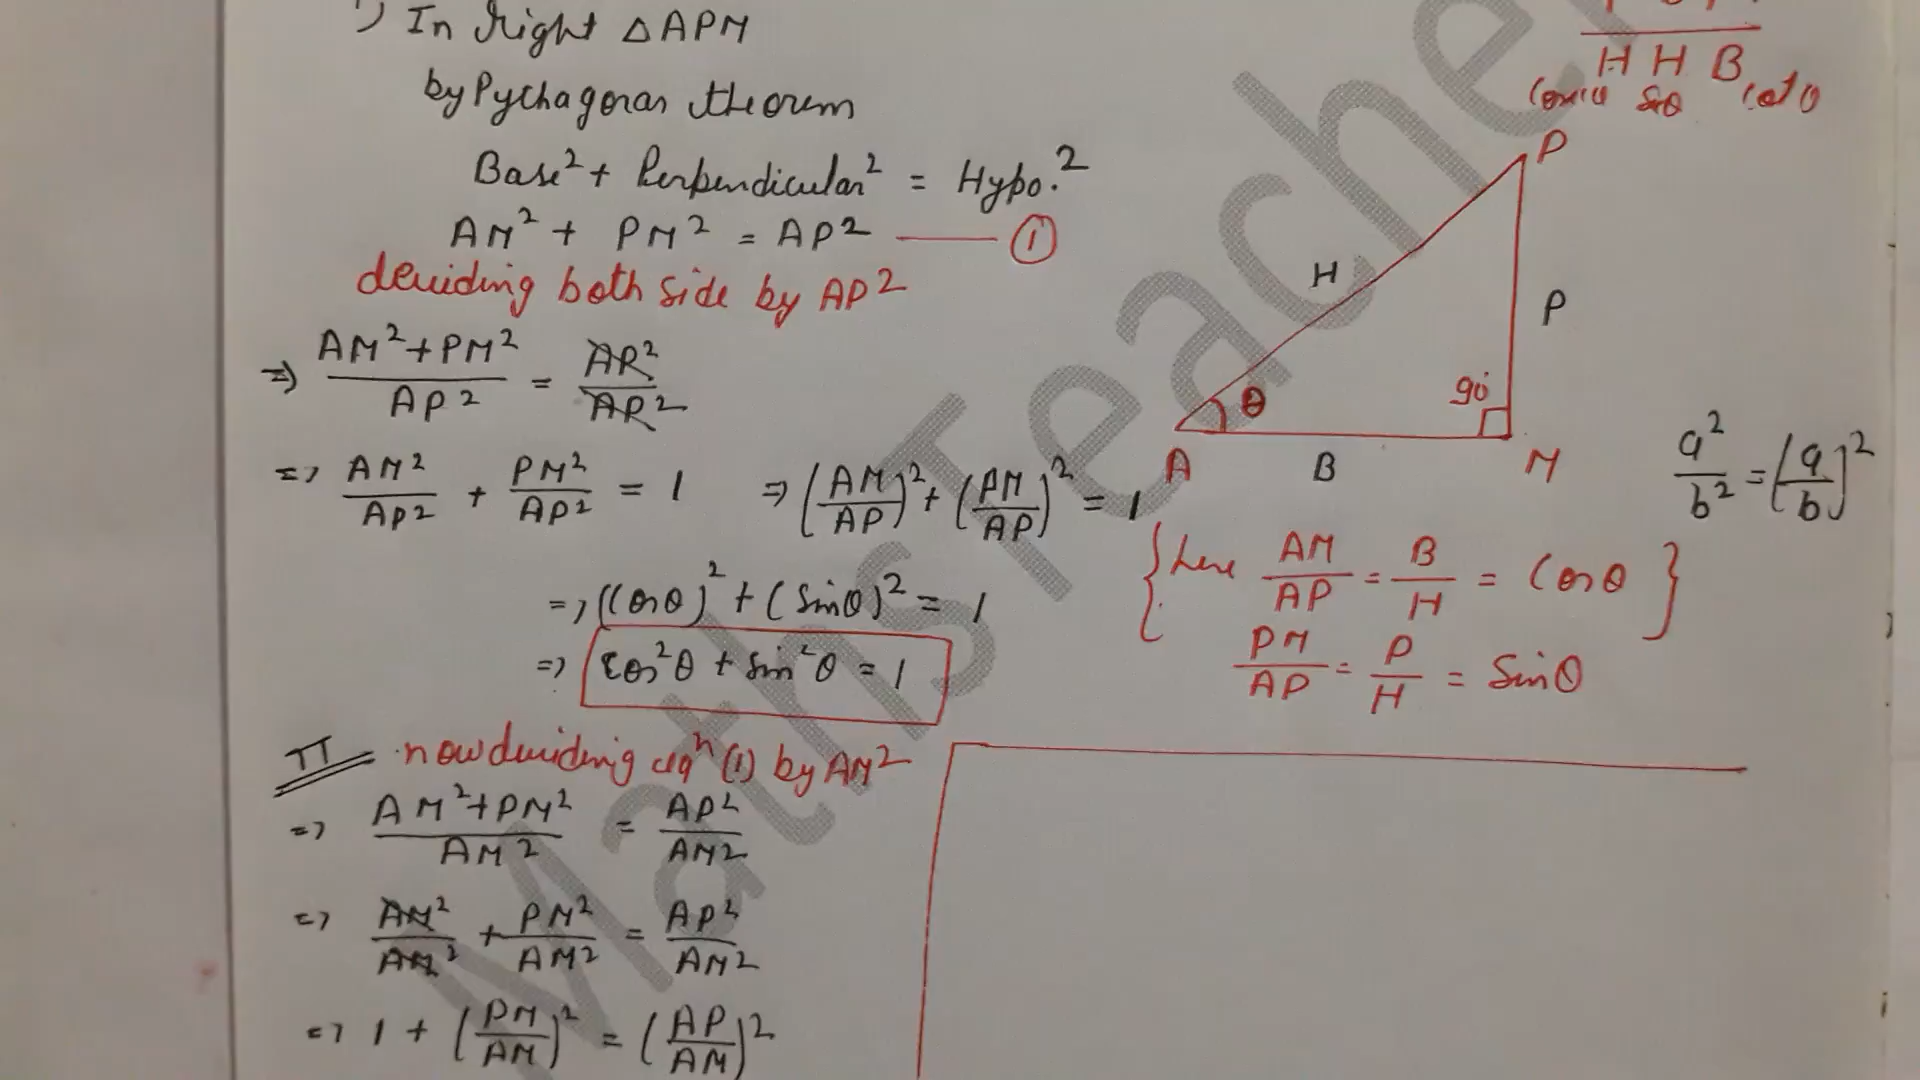 1) In right △APM
by Pythagoras theorem
Base² + Perpendicular² = Hypo.²
AM² + PM² = AP² —— ①
deviding both side by AP²
⇒ (AM² + PM²)/AP² = AP²/AP²
⇒ AM²/AP² + PM²/AP² = 1 ⇒ (AM/AP)² + (PM/AP)² = 1
⇒ (Cosθ)² + (Sinθ)² = 1
⇒ Cos²θ + Sin²θ = 1
II now deviding eqⁿ (1) by AM²
⇒ (AM² + PM²)/AM² = AP²/AM²
⇒ AM²/AM² + PM²/AM² = AP²/AM²
⇒ 1 + (PM/AM)² = (AP/AM)²
H H B
Cosecθ Secθ Cotθ
P
H
P
θ
90°
A
B
M
a²/b² = (a/b)²
{here AM/AP = B/H = Cosθ}
PM/AP = P/H = Sinθ
Maths Teacher